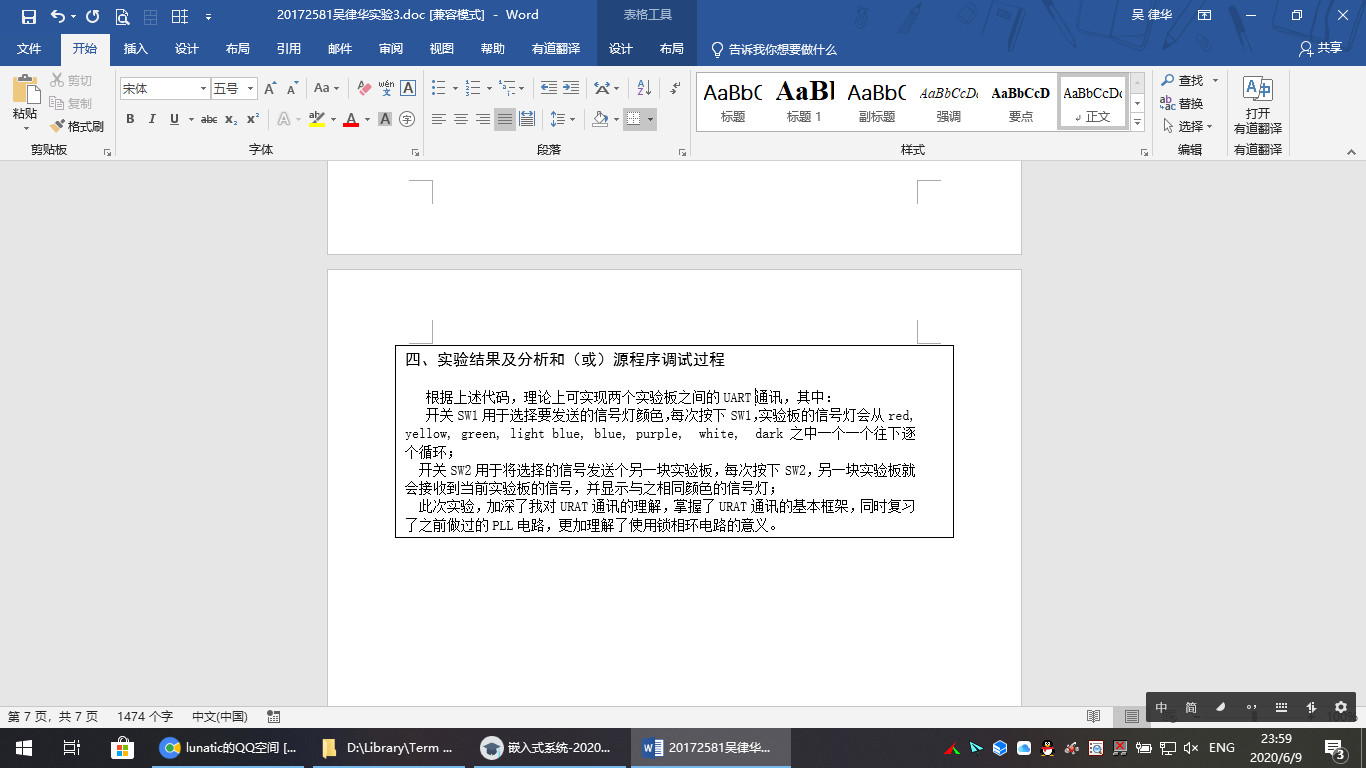 20172581吴律华实验3.doc [兼容模式] - Word
表格工具
吴 律华
文件 开始 插入 设计 布局 引用 邮件 审阅 视图 帮助 有道翻译 设计 布局 告诉我你想要做什么 共享
粘贴
剪切
复制
格式刷
剪贴板
宋体 五号
字体
段落
AaBbC
标题
AaBl
标题 1
AaBbC
副标题
AaBbCcDc
强调
AaBbCcD
要点
AaBbCcDc
正文
样式
查找
替换
选择
编辑
打开
有道翻译
有道翻译
四、实验结果及分析和（或）源程序调试过程
根据上述代码，理论上可实现两个实验板之间的 UART 通讯，其中：
开关 SW1 用于选择要发送的信号灯颜色，每次按下 SW1，实验板的信号灯会从 red,
yellow, green, light blue, blue, purple, white, dark 之中一个一个往下逐
个循环；
开关 SW2 用于将选择的信号发送个另一块实验板，每次按下 SW2，另一块实验板就
会接收到当前实验板的信号，并显示与之相同颜色的信号灯；
此次实验，加深了我对 URAT 通讯的理解，掌握了 URAT 通讯的基本框架，同时复习
了之前做过的 PLL 电路，更加理解了使用锁相环电路的意义。
第 7 页，共 7 页 1474 个字 中文(中国)
中 简
100%
lunatic的QQ空间 [...
D:\Library\Term ...
嵌入式系统-2020...
20172581吴律华...
ENG
23:59
2020/6/9
3